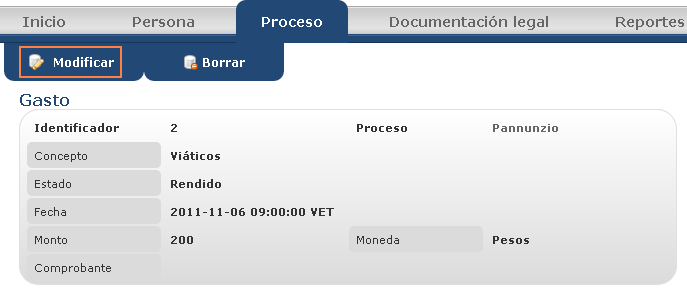 Inicio Persona Proceso Documentación legal Reportes
Modificar Borrar
Gasto
Identificador 2 Proceso Pannunzio
Concepto Viáticos
Estado Rendido
Fecha 2011-11-06 09:00:00 VET
Monto 200 Moneda Pesos
Comprobante